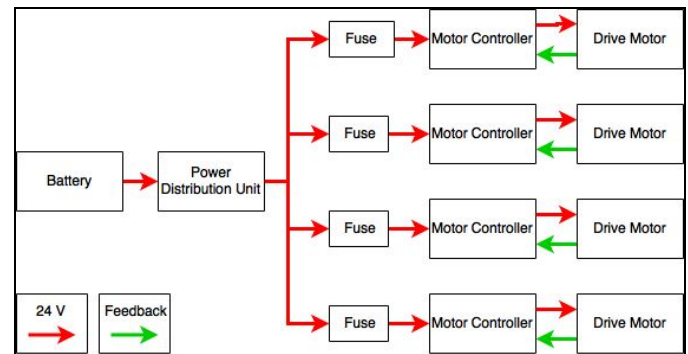 Fuse
Motor Controller
Drive Motor
Fuse
Motor Controller
Drive Motor
Battery
Power
Distribution Unit
Fuse
Motor Controller
Drive Motor
24 V
Feedback
Fuse
Motor Controller
Drive Motor